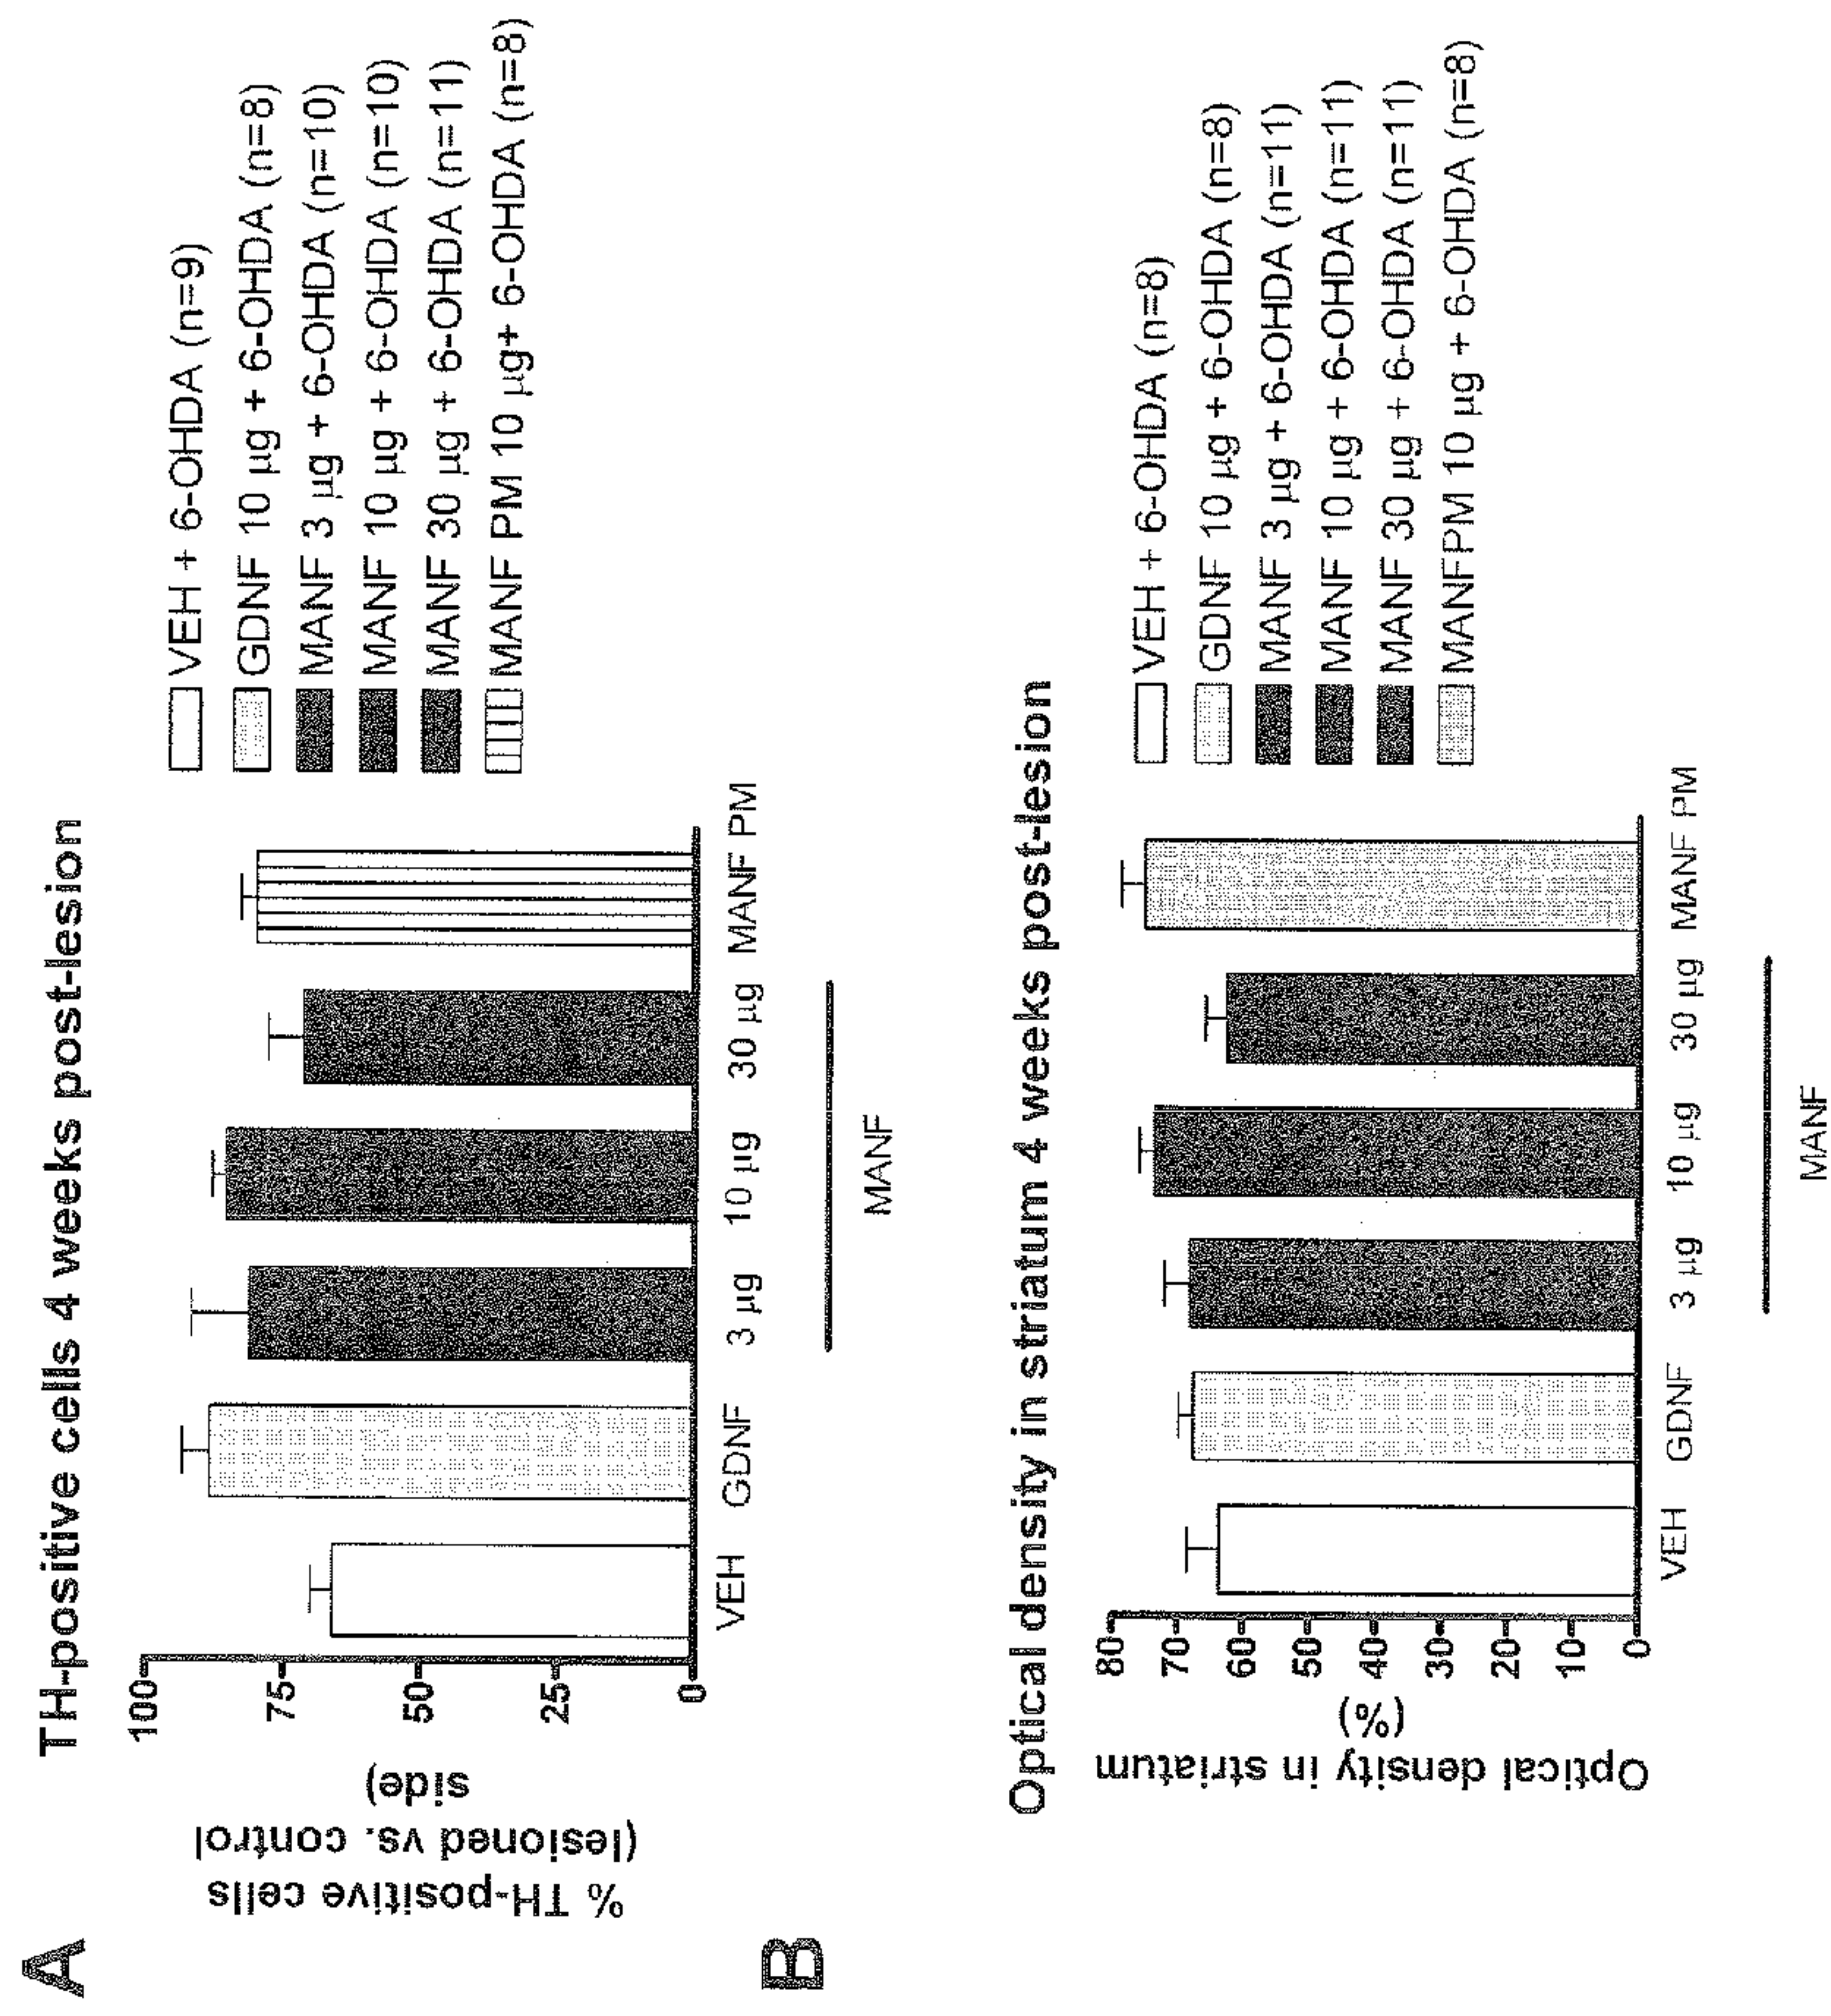 A
TH-positive cells 4 weeks post-lesion
% TH-positive cells
(lesioned vs. control
side)
100
75
50
25
0
VEH
GDNF
3 µg
10 µg
30 µg
MANF PM
MANF
VEH + 6-OHDA (n=9)
GDNF 10 µg + 6-OHDA (n=8)
MANF 3 µg + 6-OHDA (n=10)
MANF 10 µg + 6-OHDA (n=10)
MANF 30 µg + 6-OHDA (n=11)
MANF PM 10 µg+ 6-OHDA (n=8)
B
Optical density in striatum 4 weeks post-lesion
Optical density in striatum
(%)
80
70
60
50
40
30
20
10
0
VEH
GDNF
3 µg
10 µg
30 µg
MANF PM
MANF
VEH + 6-OHDA (n=8)
GDNF 10 µg + 6-OHDA (n=8)
MANF 3 µg + 6-OHDA (n=11)
MANF 10 µg + 6-OHDA (n=11)
MANF 30 µg + 6-OHDA (n=11)
MANFPM 10 µg + 6-OHDA (n=8)